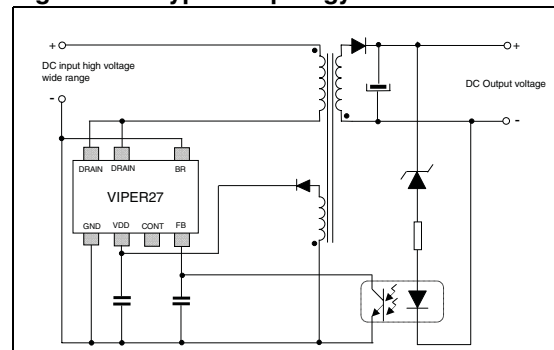 +
+
DC input high voltage
wide range
DC Output voltage
-
-
DRAIN
DRAIN
BR
VIPER27
GND
VDD
CONT
FB